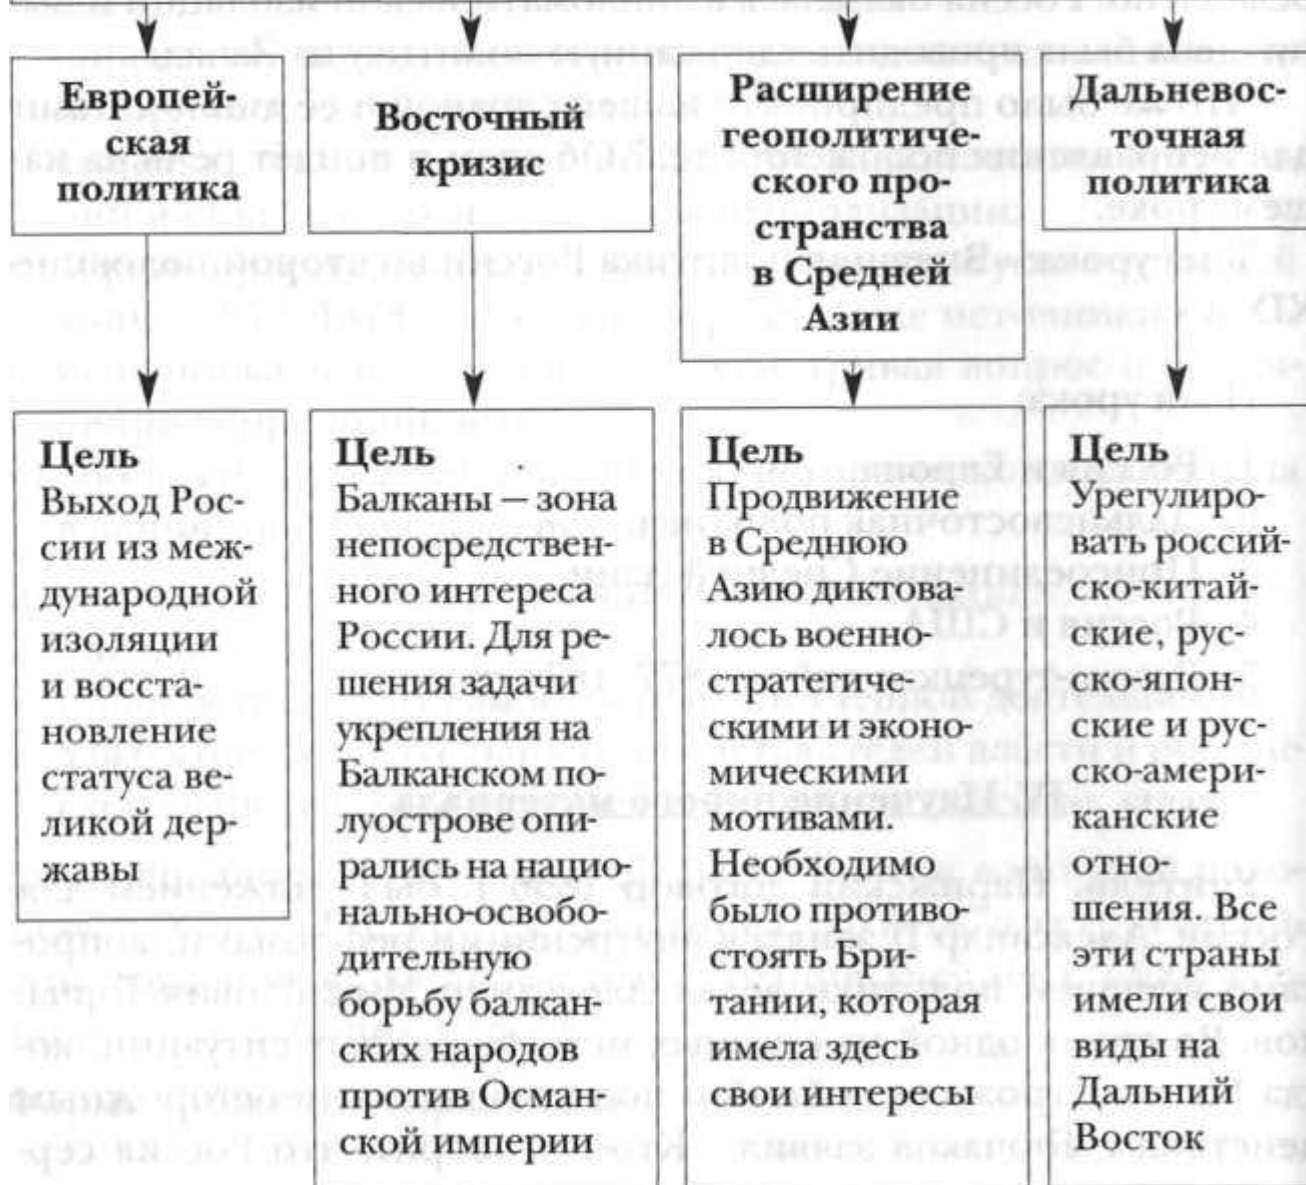 Европей-
ская
политика
Восточный
кризис
Расширение
геополитиче-
ского про-
странства
в Средней
Азии
Дальневос-
точная
политика
Цель
Выход Рос-
сии из меж-
дународной
изоляции
и восста-
новление
статуса ве-
ликой дер-
жавы
Цель
Балканы — зона
непосредствен-
ного интереса
России. Для ре-
шения задачи
укрепления на
Балканском по-
луострове опи-
рались на нацио-
нально-освобо-
дительную
борьбу балкан-
ских народов
против Осман-
ской империи
Цель
Продвижение
в Среднюю
Азию диктова-
лось военно-
стратегиче-
скими и эконо-
мическими
мотивами.
Необходимо
было противо-
стоять Бри-
тании, которая
имела здесь
свои интересы
Цель
Урегулиро-
вать россий-
ско-китай-
ские, рус-
ско-япон-
ские и рус-
ско-амери-
канские
отно-
шения. Все
эти страны
имели свои
виды на
Дальний
Восток